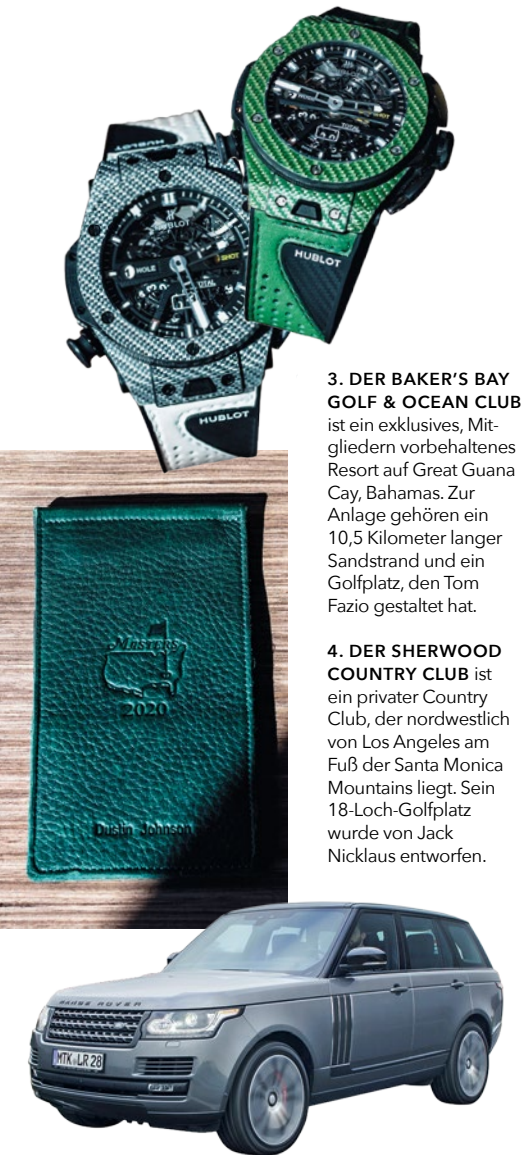 HUBLOT
HUBLOT
SHOT
HUBLOT
HUBLOT
HOLE
SHOT
HUBLOT
3. DER BAKER’S BAY
GOLF & OCEAN CLUB
ist ein exklusives, Mit-
gliedern vorbehaltenes
Resort auf Great Guana
Cay, Bahamas. Zur
Anlage gehören ein
10,5 Kilometer langer
Sandstrand und ein
Golfplatz, den Tom
Fazio gestaltet hat.
4. DER SHERWOOD
COUNTRY CLUB ist
ein privater Country
Club, der nordwestlich
von Los Angeles am
Fuß der Santa Monica
Mountains liegt. Sein
18-Loch-Golfplatz
wurde von Jack
Nicklaus entworfen.
MASTERS
2020
Dustin Johnson
RANGE ROVER
MTK LR 28